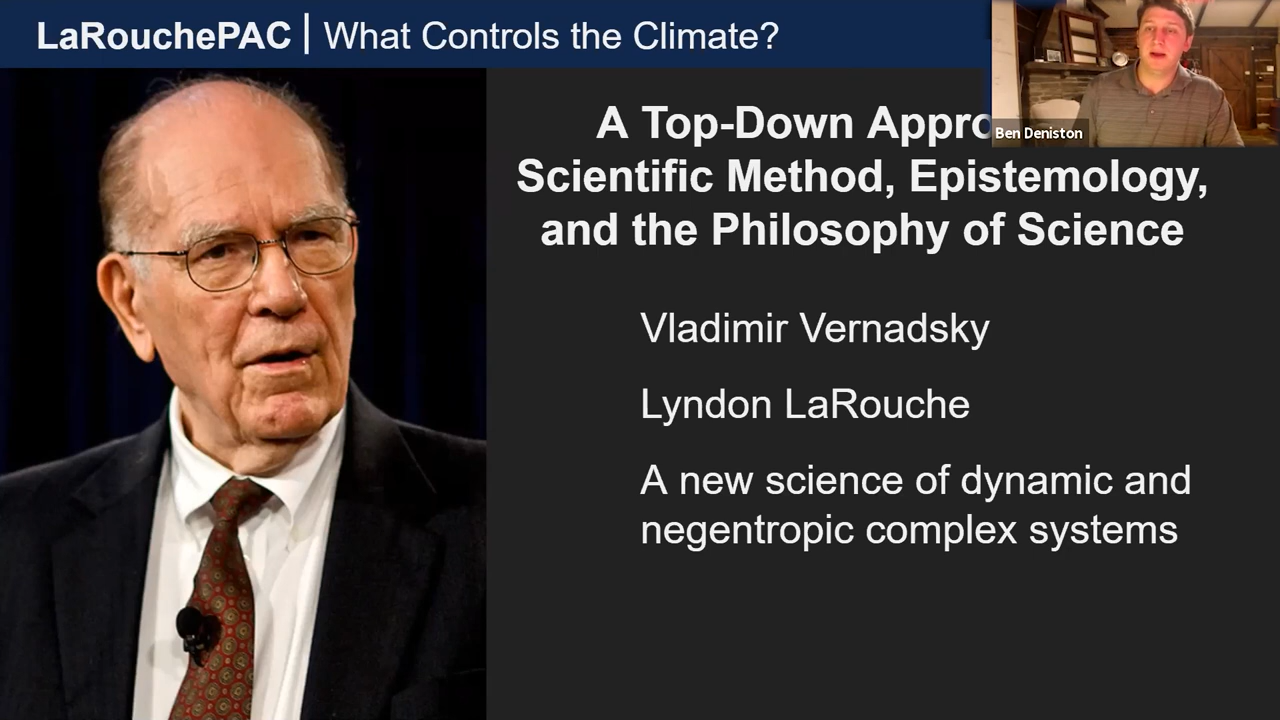 LaRouchePAC | What Controls the Climate?
Ben Deniston
A Top-Down Appro
Scientific Method, Epistemology,
and the Philosophy of Science
Vladimir Vernadsky
Lyndon LaRouche
A new science of dynamic and
negentropic complex systems